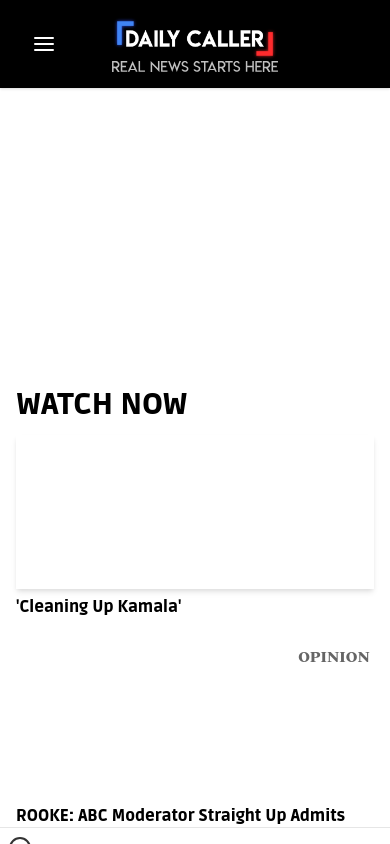 DAILY CALLER
REAL NEWS STARTS HERE
WATCH NOW
'Cleaning Up Kamala'
OPINION
ROOKE: ABC Moderator Straight Up Admits